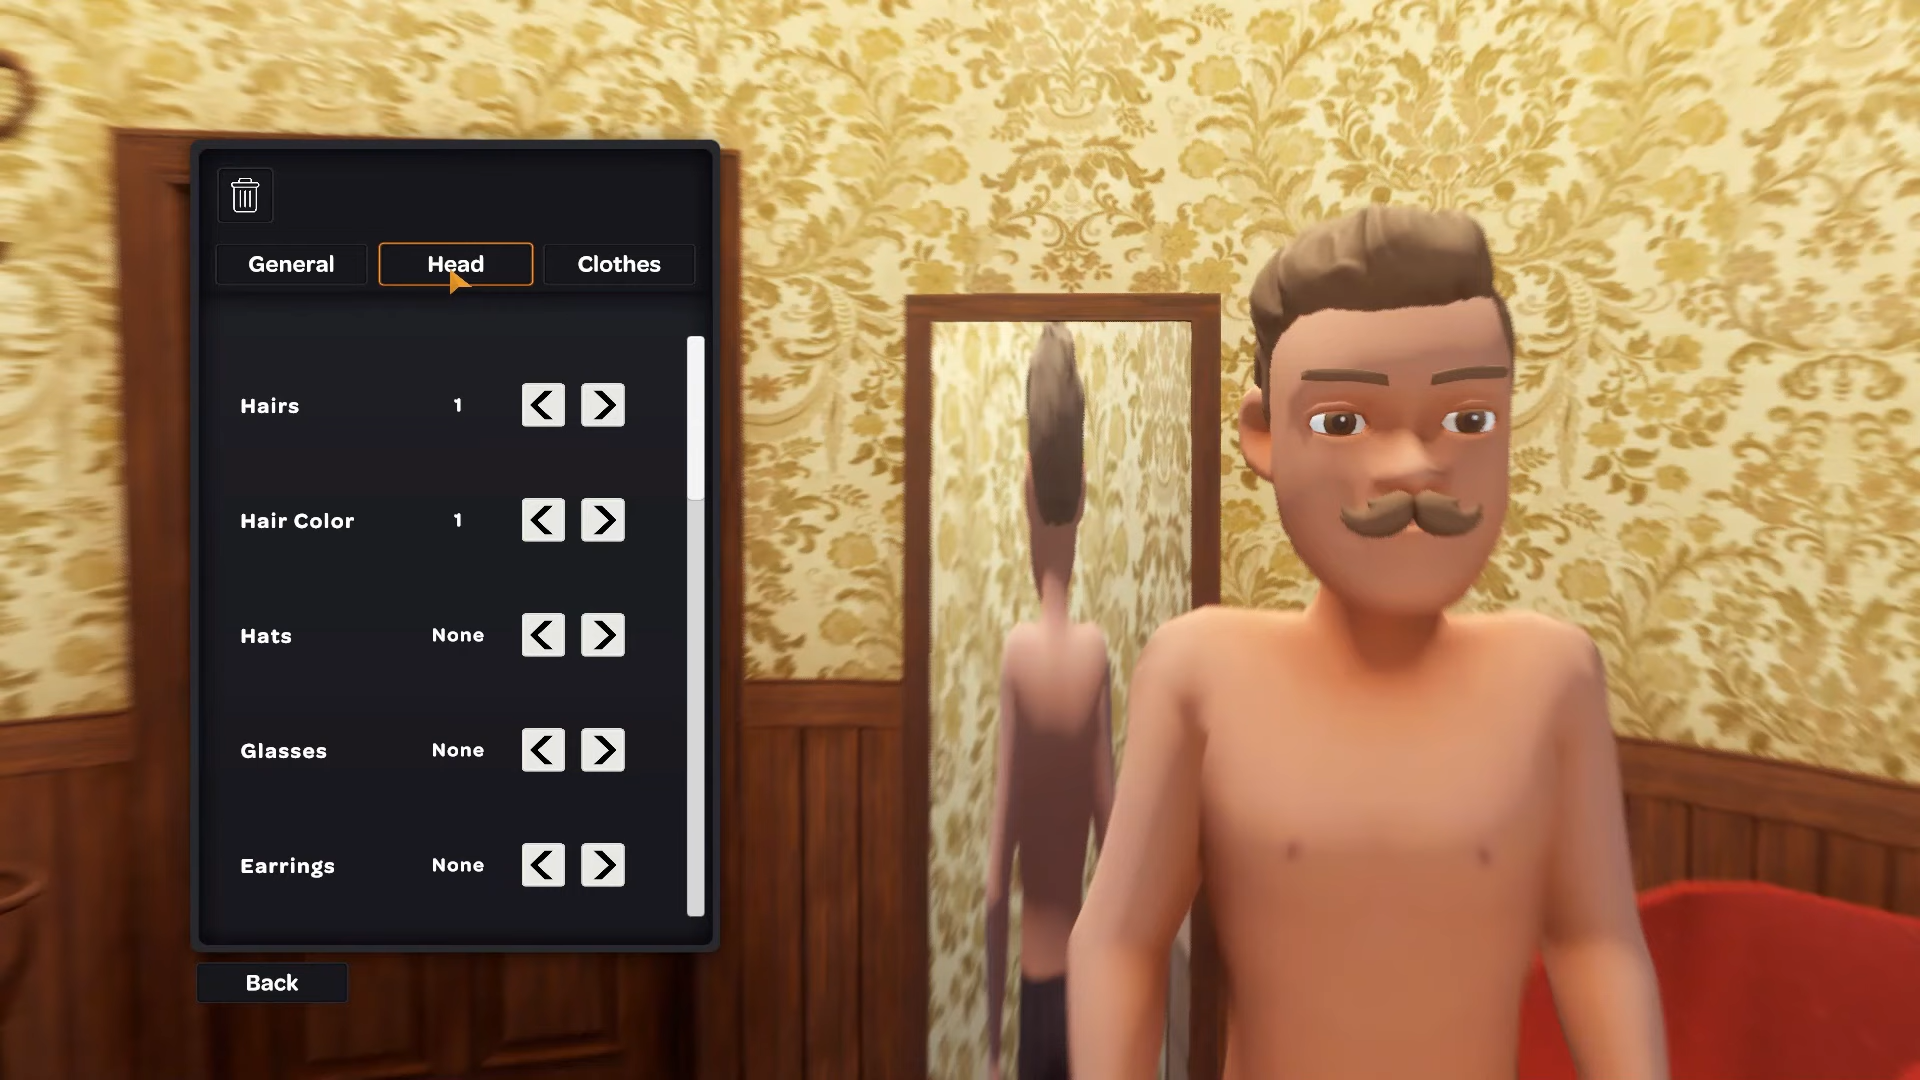 General Head Clothes
Hairs 1
Hair Color 1
Hats None
Glasses None
Earrings None
Back